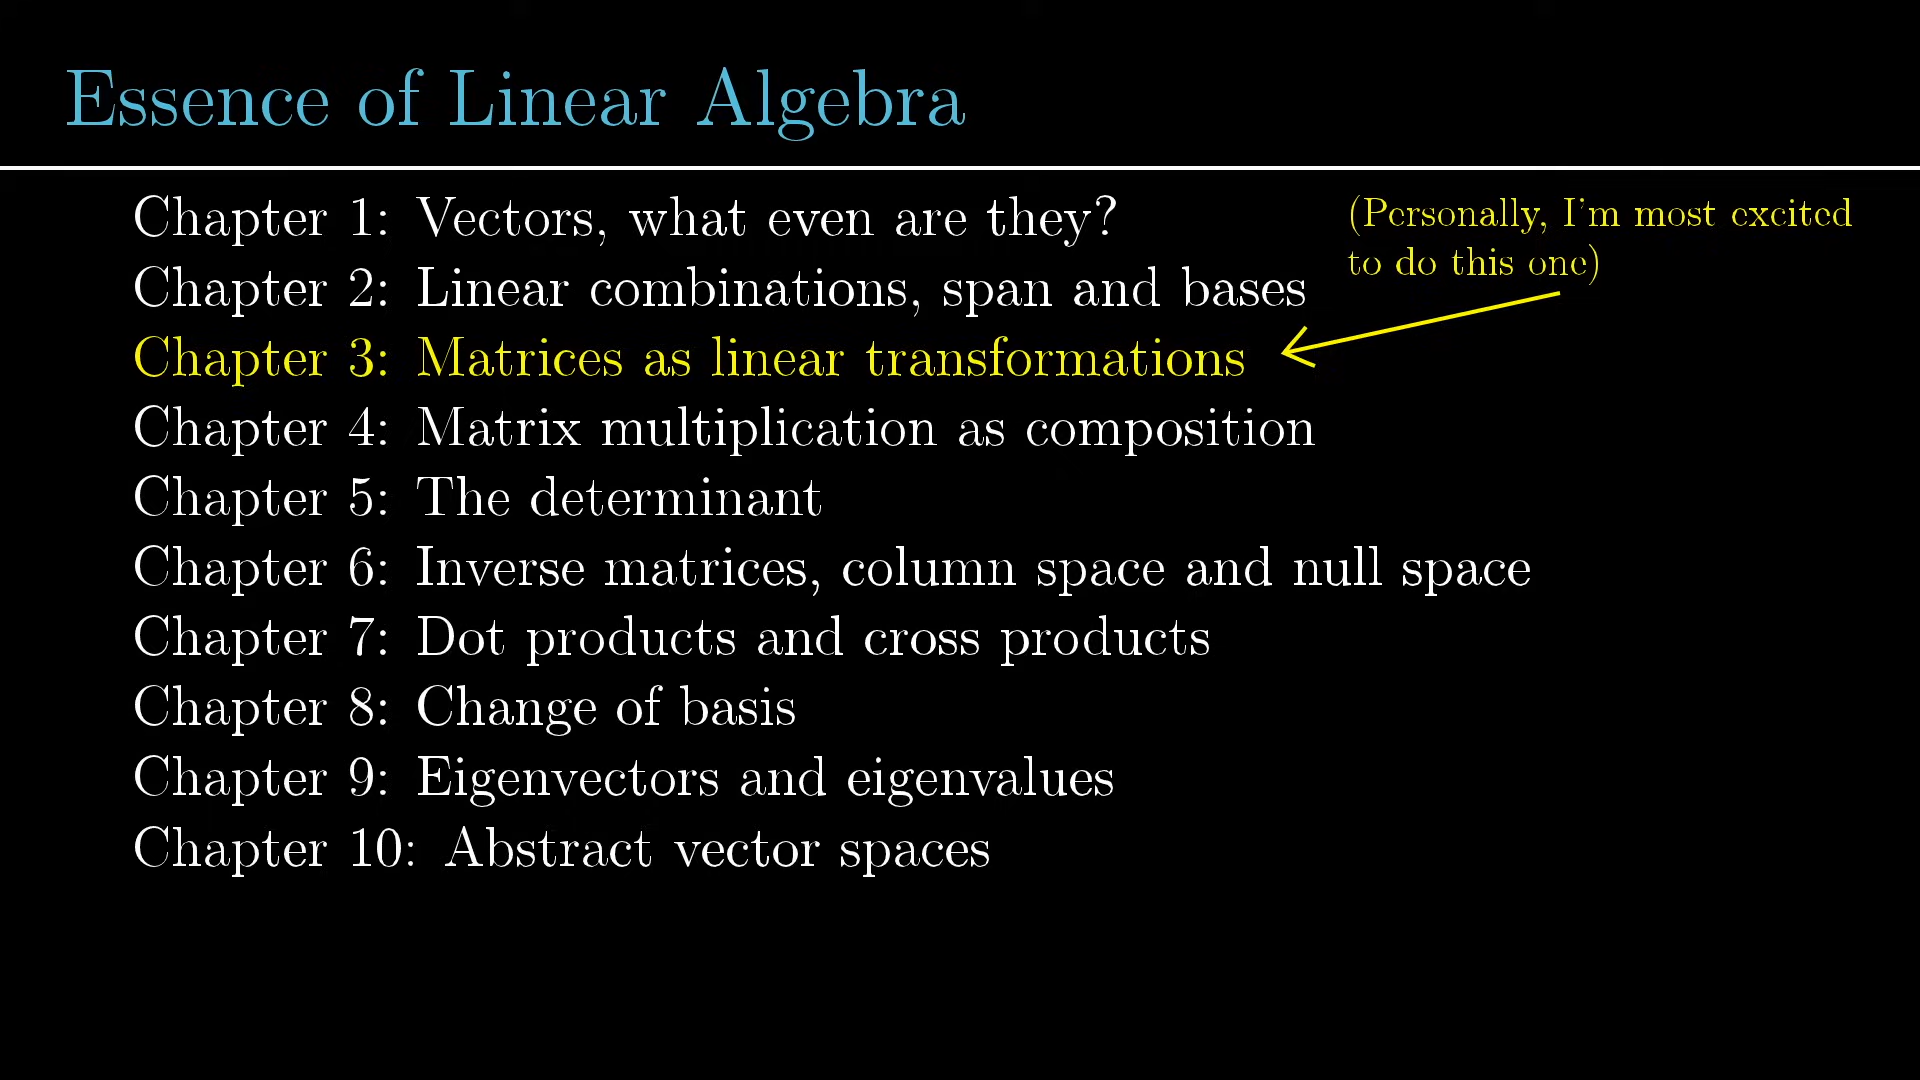 Essence of Linear Algebra
Chapter 1: Vectors, what even are they?
(Personally, I'm most excited
to do this one)
Chapter 2: Linear combinations, span and bases
Chapter 3: Matrices as linear transformations
Chapter 4: Matrix multiplication as composition
Chapter 5: The determinant
Chapter 6: Inverse matrices, column space and null space
Chapter 7: Dot products and cross products
Chapter 8: Change of basis
Chapter 9: Eigenvectors and eigenvalues
Chapter 10: Abstract vector spaces